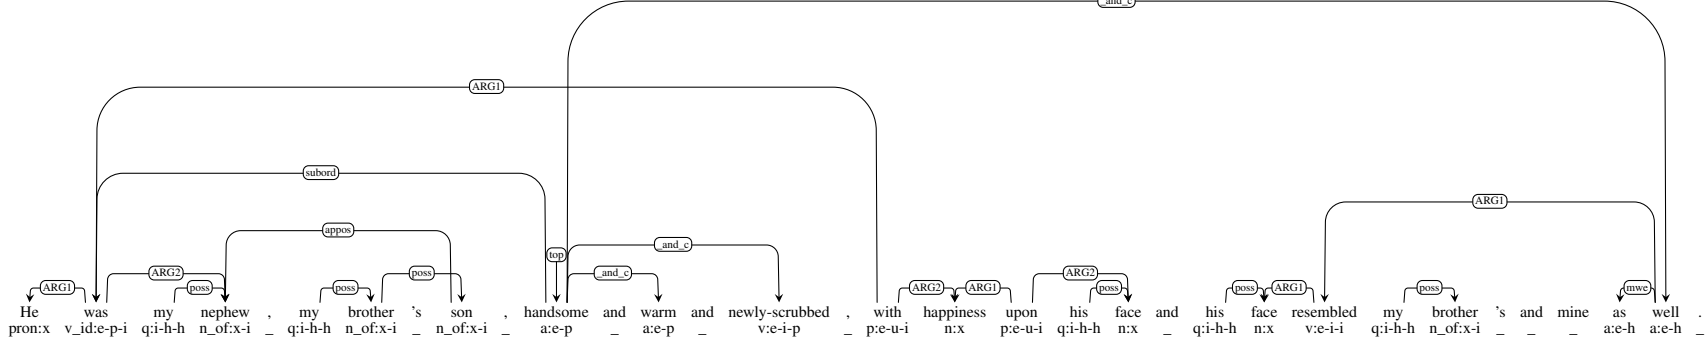 _and_c
ARG1
subord
ARG1
appos
_and_c
top
ARG2 poss _and_c ARG2
ARG1 poss poss ARG2 ARG1 poss poss ARG1 poss mwe
He was my nephew , my brother 's son , handsome and warm and newly-scrubbed , with happiness upon his face and his face resembled my brother 's and mine as well .
pron:x v_id:e-p-i q:i-h-h n_of:x-i _ q:i-h-h n_of:x-i _ n_of:x-i _ a:e-p _ a:e-p _ v:e-i-p _ p:e-u-i n:x p:e-u-i q:i-h-h n:x _ q:i-h-h n:x v:e-i-i q:i-h-h n_of:x-i _ _ _ a:e-h a:e-h _